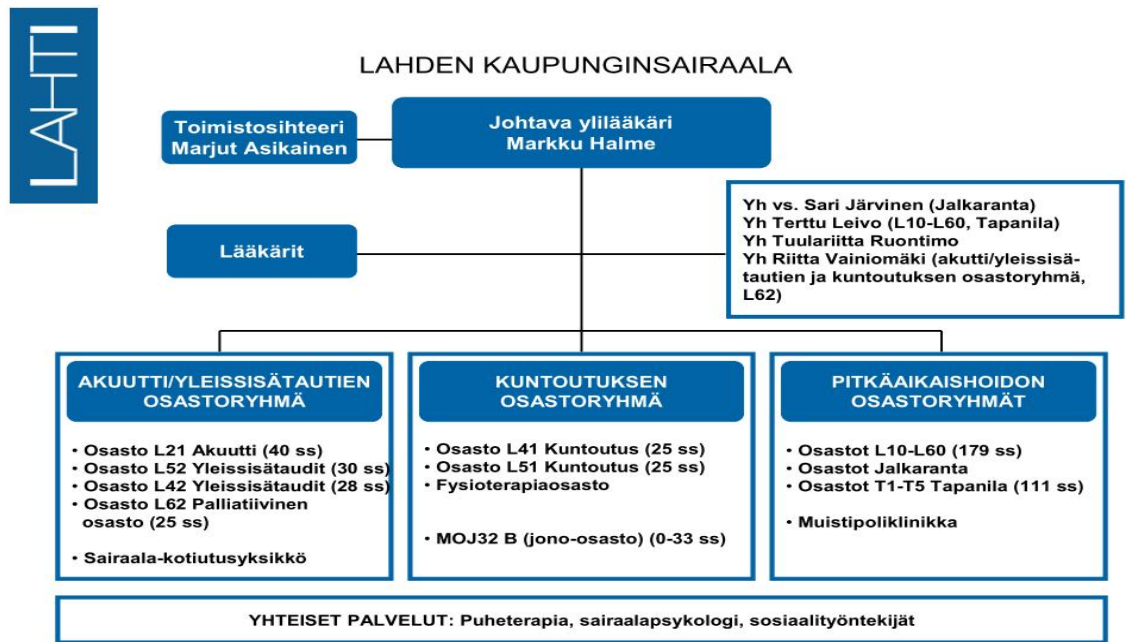 LAHTI
LAHDEN KAUPUNGINSAIRAALA
Toimistosihteeri
Marjut Asikainen
Johtava ylilääkäri
Markku Halme
Lääkärit
Yh vs. Sari Järvinen (Jalkaranta)
Yh Terttu Leivo (L10-L60, Tapanila)
Yh Tuulariitta Ruontimo
Yh Riitta Vainiomäki (akutti/yleissisä-
tautien ja kuntoutuksen osastoryhmä,
L62)
AKUUTTI/YLEISSISÄTAUTIEN
OSASTORYHMÄ
• Osasto L21 Akuutti (40 ss)
• Osasto L52 Yleissisätaudit (30 ss)
• Osasto L42 Yleissisätaudit (28 ss)
• Osasto L62 Palliatiivinen
osasto (25 ss)
• Sairaala-kotiutusyksikkö
KUNTOUTUKSEN
OSASTORYHMÄ
• Osasto L41 Kuntoutus (25 ss)
• Osasto L51 Kuntoutus (25 ss)
• Fysioterapiaosasto
• MOJ32 B (jono-osasto) (0-33 ss)
PITKÄAIKAISHOIDON
OSASTORYHMÄT
• Osastot L10-L60 (179 ss)
• Osastot Jalkaranta
• Osastot T1-T5 Tapanila (111 ss)
• Muistipoliklinikka
YHTEISET PALVELUT: Puheterapia, sairaalapsykologi, sosiaalityöntekijät